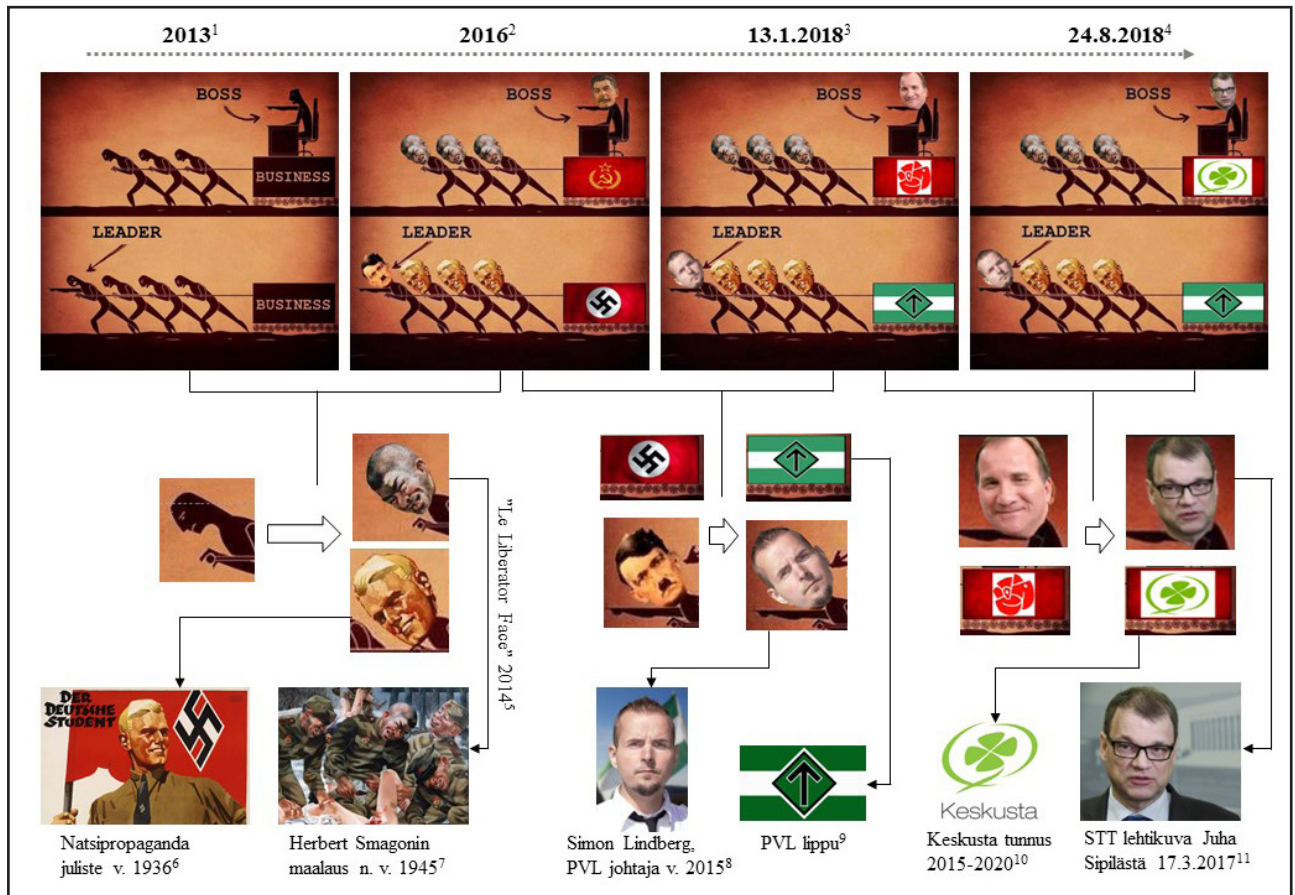 2013¹
2016²
13.1.2018³
24.8.2018⁴
BOSS
BUSINESS
LEADER
BUSINESS
BOSS
LEADER
BOSS
LEADER
BOSS
LEADER
"Le Liberator Face" 2014⁵
DER
DEUTSCHE
STUDENT
Natsipropaganda
juliste v. 1936⁶
Herbert Smagonin
maalaus n. v. 1945⁷
Simon Lindberg,
PVL johtaja v. 2015⁸
PVL lippu⁹
Keskusta
Keskusta tunnus
2015-2020¹⁰
STT lehtikuva Juha
Sipilästä 17.3.2017¹¹